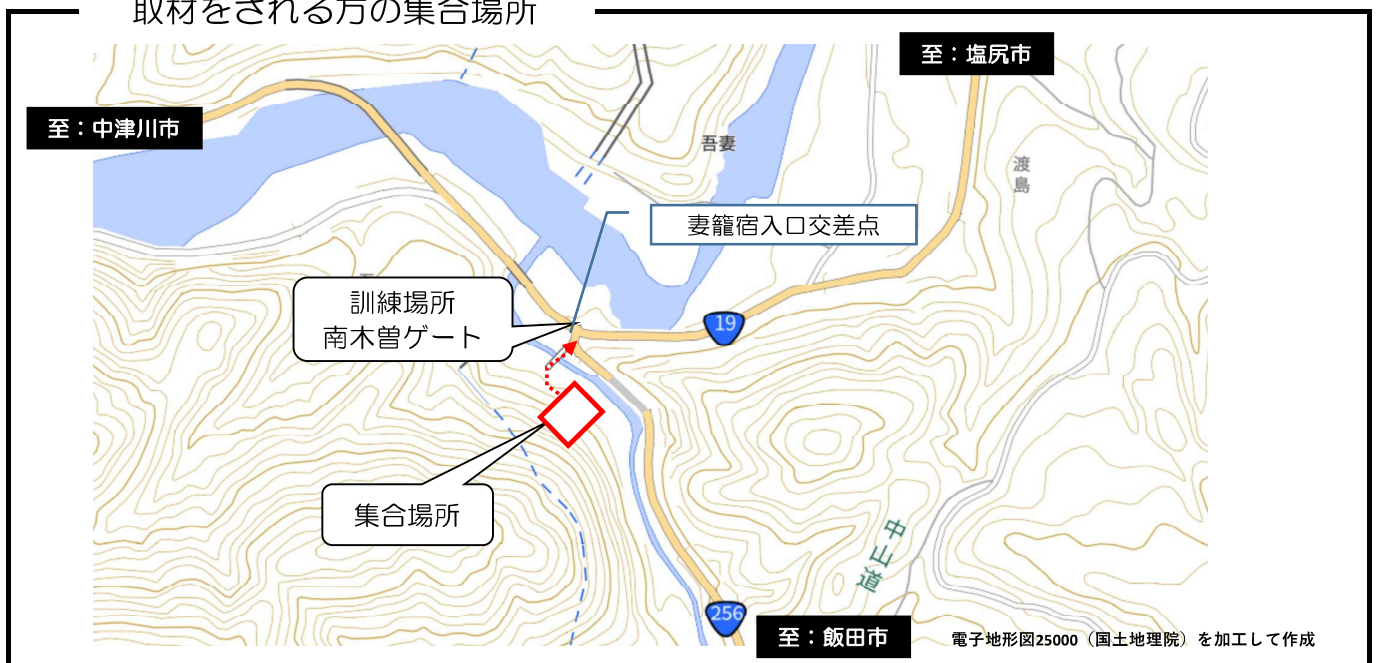 取材をされる方の集合場所
至：塩尻市
至：中津川市
吾妻
渡島
妻籠宿入口交差点
訓練場所
南木曽ゲート
19
集合場所
中山道
256
至：飯田市
電子地形図25000（国土地理院）を加工して作成